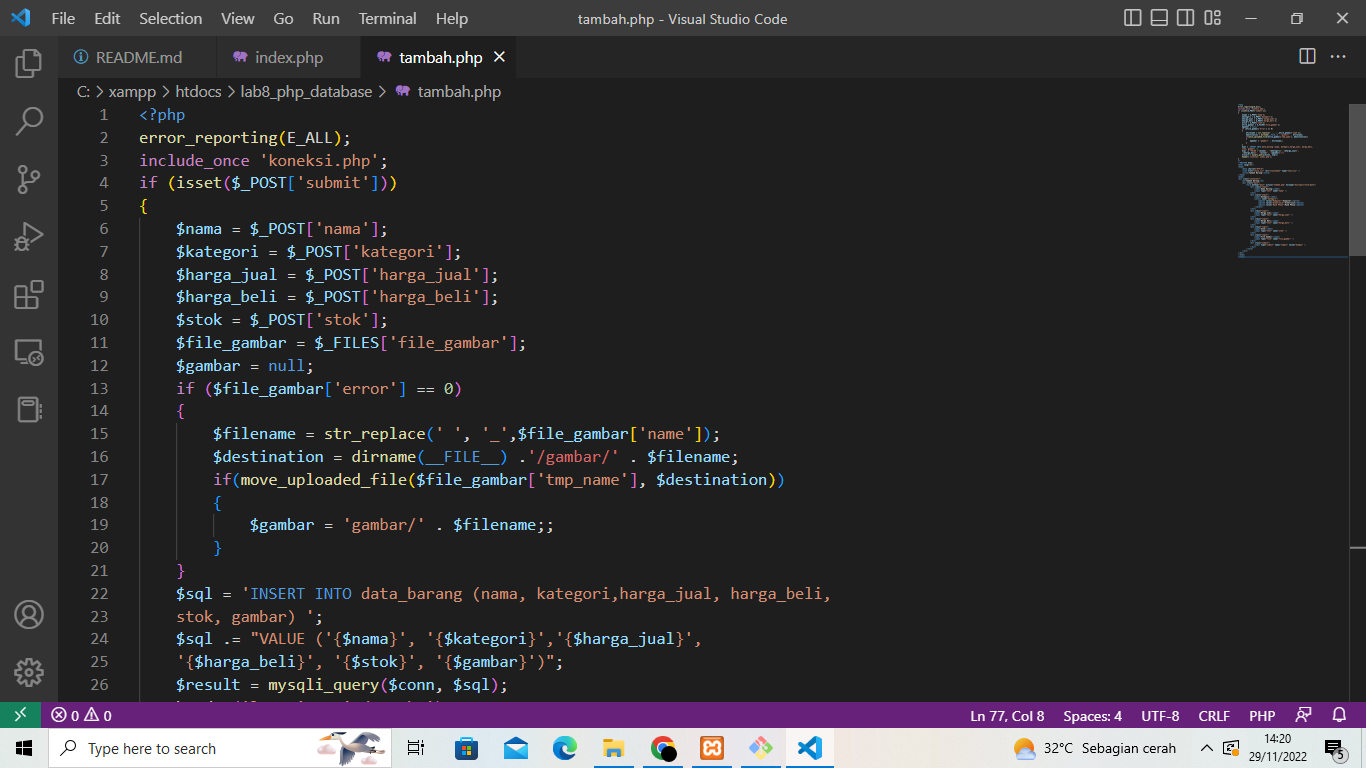 File Edit Selection View Go Run Terminal Help tambah.php - Visual Studio Code
README.md index.php tambah.php
C: > xampp > htdocs > lab8_php_database > tambah.php
1 <?php
2 error_reporting(E_ALL);
3 include_once 'koneksi.php';
4 if (isset($_POST['submit']))
5 {
6 $nama = $_POST['nama'];
7 $kategori = $_POST['kategori'];
8 $harga_jual = $_POST['harga_jual'];
9 $harga_beli = $_POST['harga_beli'];
10 $stok = $_POST['stok'];
11 $file_gambar = $_FILES['file_gambar'];
12 $gambar = null;
13 if ($file_gambar['error'] == 0)
14 {
15 $filename = str_replace(' ', '_',$file_gambar['name']);
16 $destination = dirname(__FILE__) .'/gambar/' . $filename;
17 if(move_uploaded_file($file_gambar['tmp_name'], $destination))
18 {
19 $gambar = 'gambar/' . $filename;;
20 }
21 }
22 $sql = 'INSERT INTO data_barang (nama, kategori,harga_jual, harga_beli,
23 stok, gambar) ';
24 $sql .= "VALUE ('{$nama}', '{$kategori}','{$harga_jual}',
25 '{$harga_beli}', '{$stok}', '{$gambar}')";
26 $result = mysqli_query($conn, $sql);
0 0 Ln 77, Col 8 Spaces: 4 UTF-8 CRLF PHP
Type here to search 32°C Sebagian cerah 14:20
29/11/2022 5